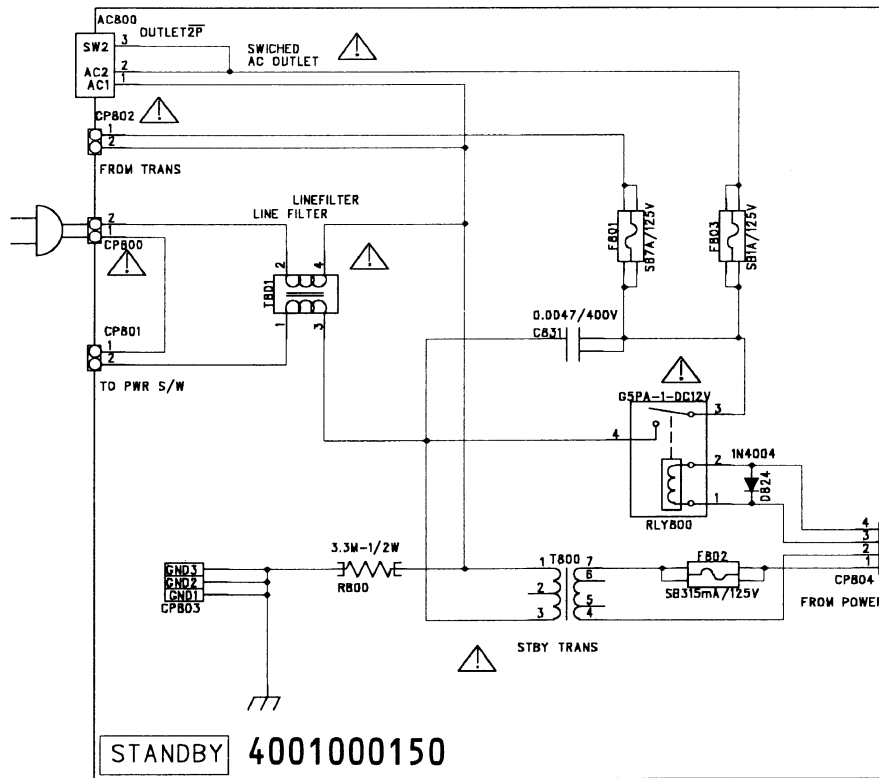 AC800
OUTLET2P
SW2 3
SWICHED
AC OUTLET
AC2 2
AC1 1
CP802
1
2
FROM TRANS
LINEFILTER
LINE FILTER
2
1
CP800
2 4
T801
1 3
F801
SB7A/125V
F803
SB1A/125V
0.0047/400V
C831
CP801
1
2
TO PWR S/W
G5PA-1-DC12V
3
4
2
1N4004
D824
1
RLY800
3.3M-1/2W
R800
GND3
GND2
GND1
CP803
T800
1 7
6
2
5
3 4
F802
SB315mA/125V
4
3
2
1
CP804
FROM POWER
STBY TRANS
STANDBY 4001000150